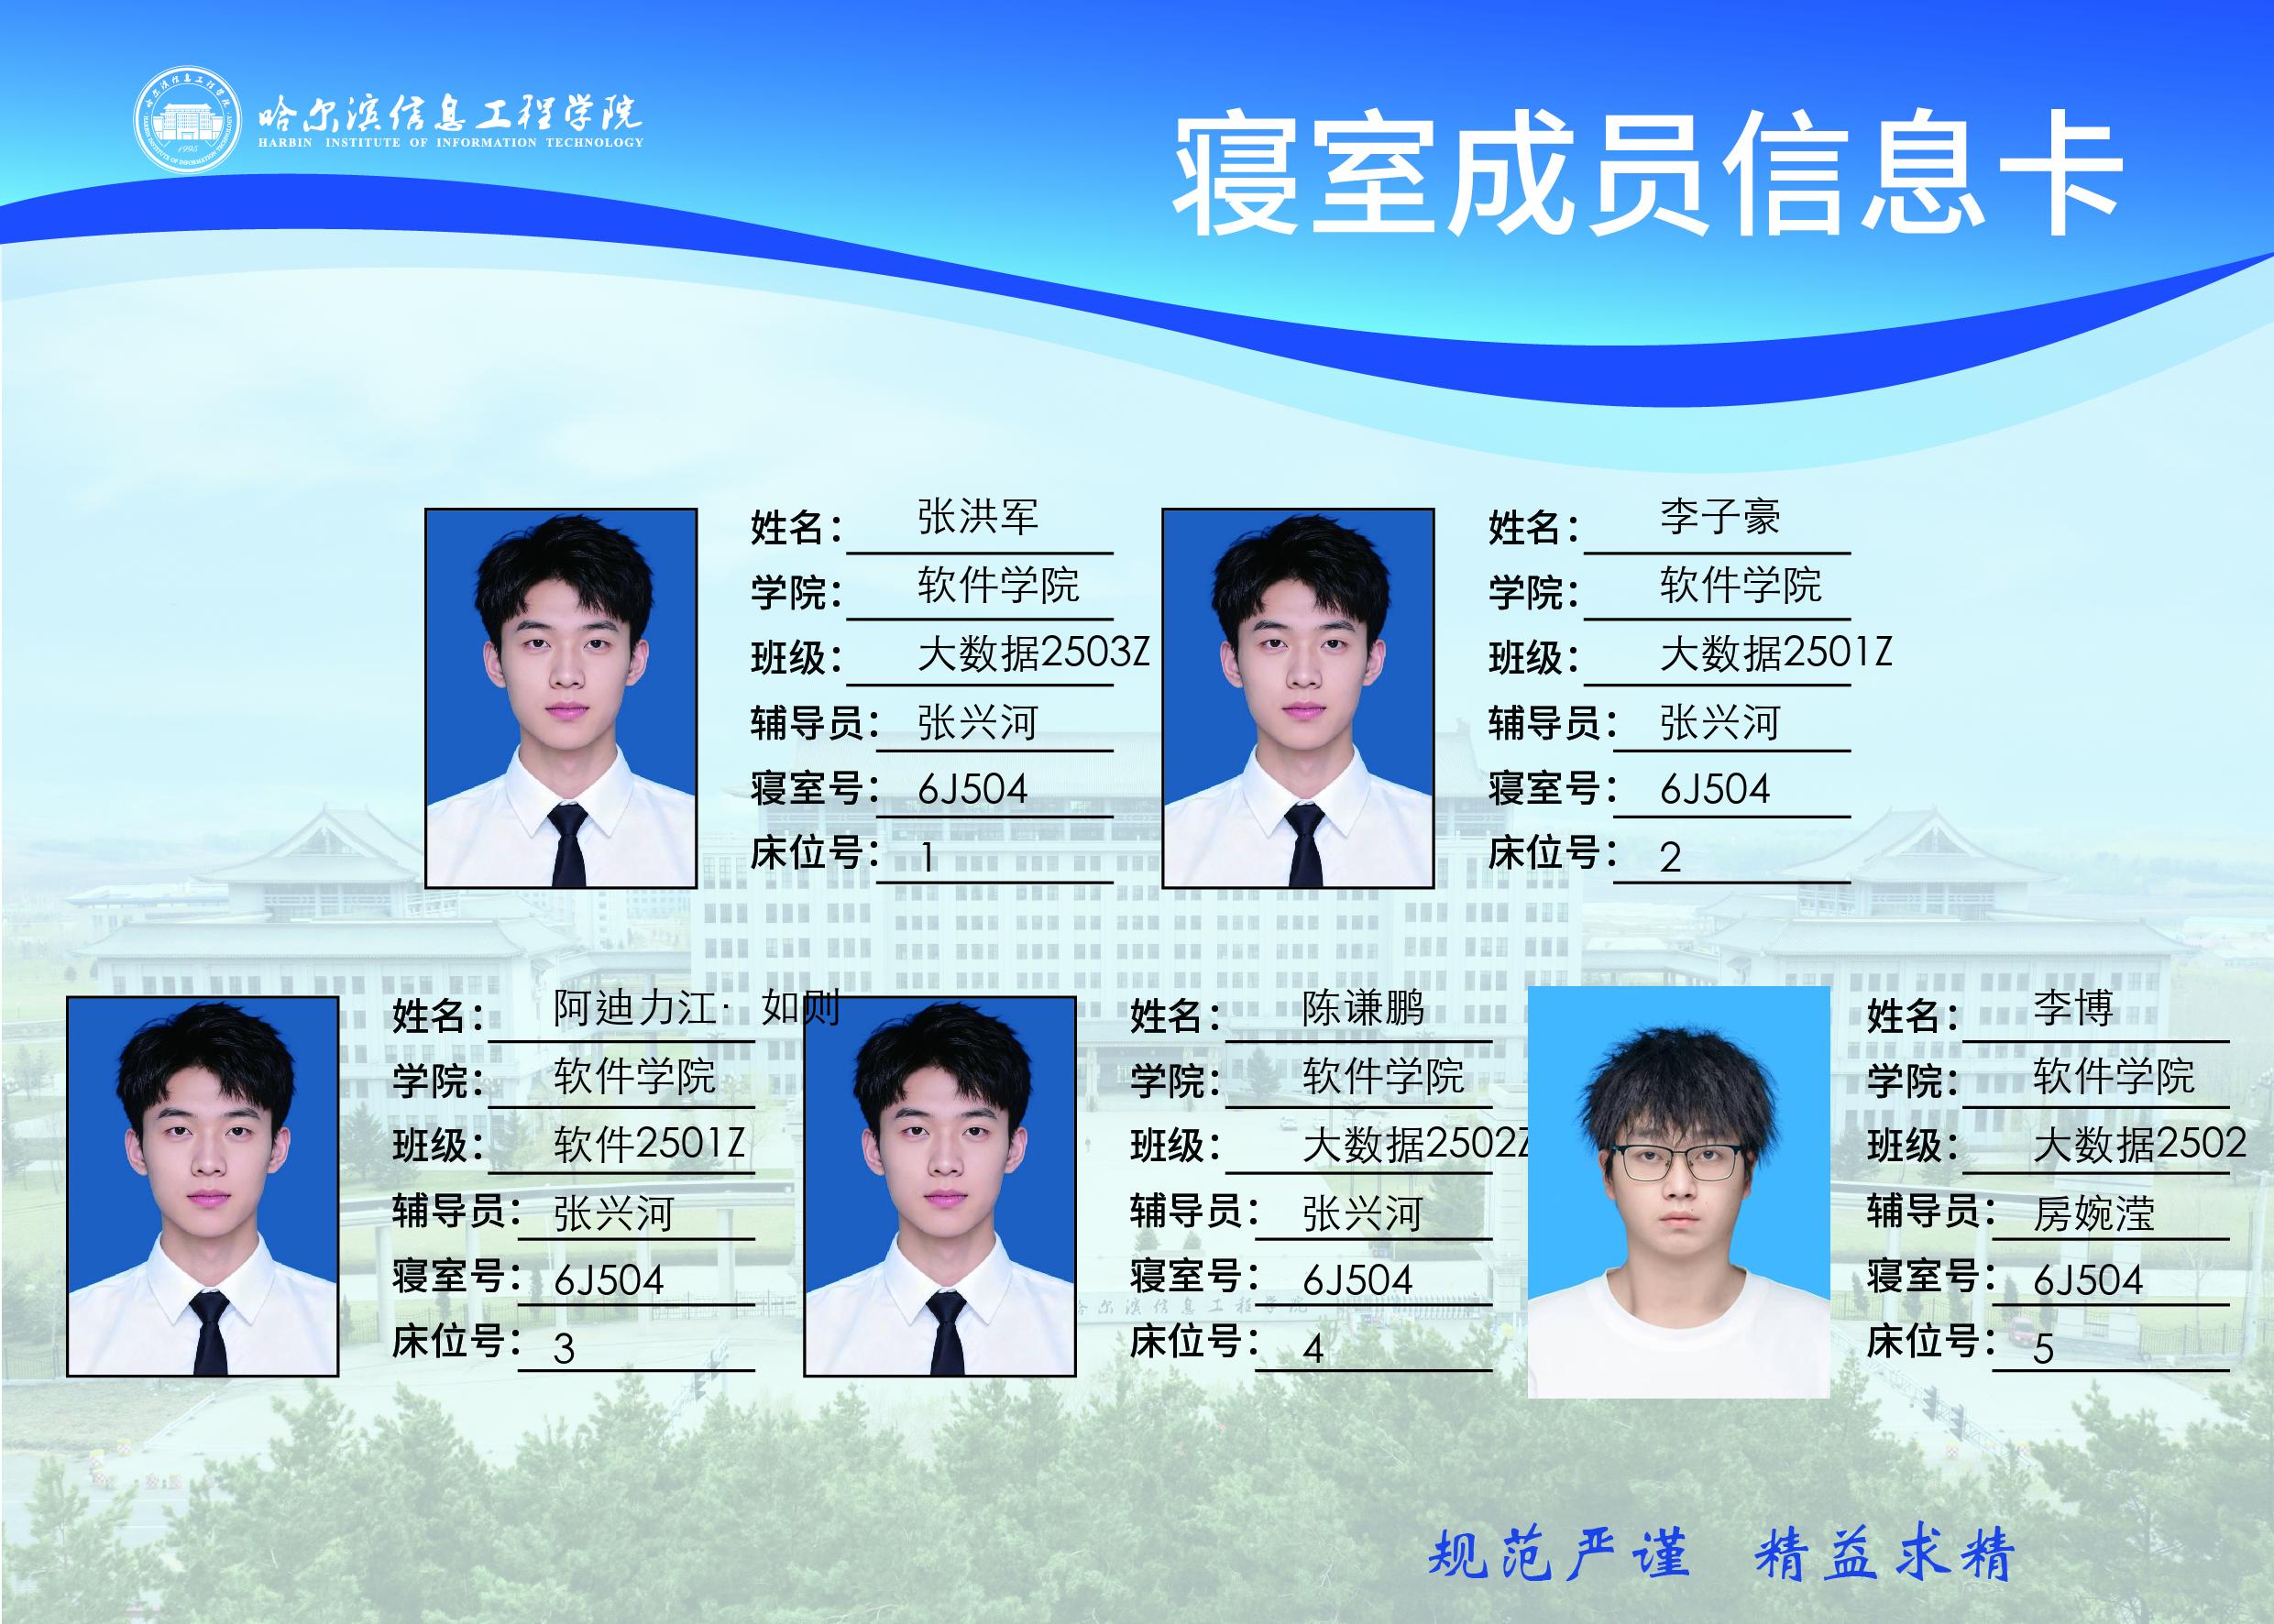 哈尔滨信息工程学院
HARBIN INSTITUTE OF INFORMATION TECHNOLOGY
1995
寝室成员信息卡
姓名：张洪军
学院：软件学院
班级：大数据2503Z
辅导员：张兴河
寝室号：6J504
床位号：1
姓名：李子豪
学院：软件学院
班级：大数据2501Z
辅导员：张兴河
寝室号：6J504
床位号：2
姓名：阿迪力江·如则
学院：软件学院
班级：软件2501Z
辅导员：张兴河
寝室号：6J504
床位号：3
姓名：陈谦鹏
学院：软件学院
班级：大数据2502Z
辅导员：张兴河
寝室号：6J504
床位号：4
姓名：李博
学院：软件学院
班级：大数据2502
辅导员：房婉滢
寝室号：6J504
床位号：5
哈尔滨信息工程学院
规范严谨 精益求精